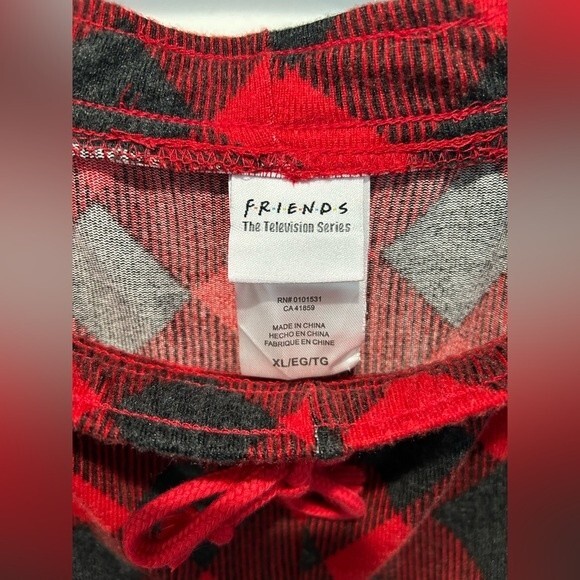 F•R•I•E•N•D•S
The Television Series
RN# 0101531
CA 41859
MADE IN CHINA
HECHO EN CHINA
FABRIQUE EN CHINE
XL/EG/TG